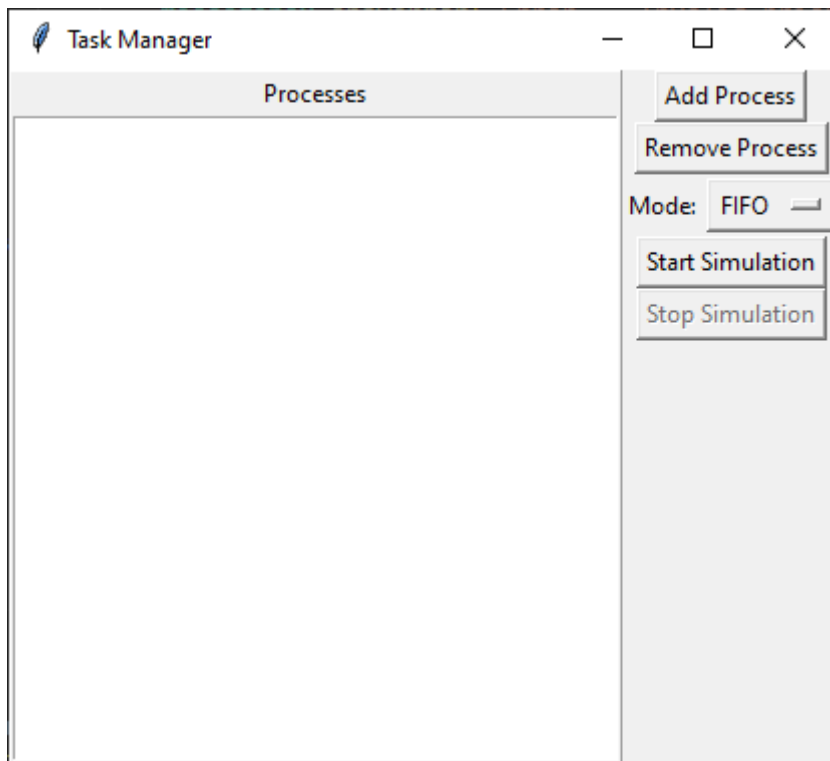 Task Manager
Processes
Add Process
Remove Process
Mode: FIFO
Start Simulation
Stop Simulation